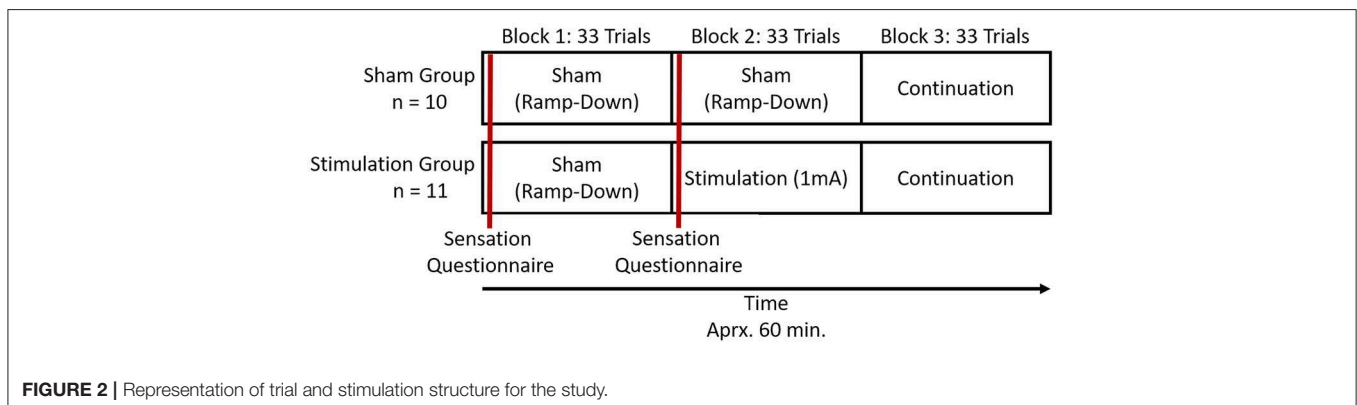 Block 1: 33 Trials Block 2: 33 Trials Block 3: 33 Trials
Sham Group
n = 10
Sham
(Ramp-Down)
Sham
(Ramp-Down)
Continuation
Stimulation Group
n = 11
Sham
(Ramp-Down)
Stimulation (1mA)
Continuation
Sensation
Questionnaire
Sensation
Questionnaire
Time
Aprx. 60 min.
FIGURE 2 | Representation of trial and stimulation structure for the study.